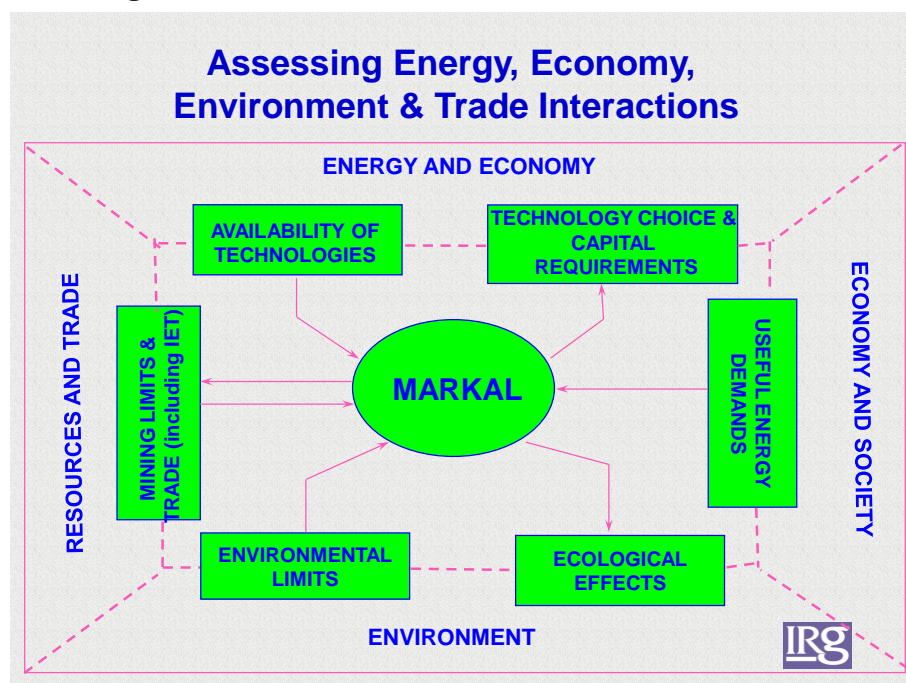 Assessing Energy, Economy,
Environment & Trade Interactions
ENERGY AND ECONOMY
AVAILABILITY OF
TECHNOLOGIES
TECHNOLOGY CHOICE &
CAPITAL
REQUIREMENTS
RESOURCES AND TRADE
MINING LIMITS &
TRADE (including IET)
MARKAL
USEFUL ENERGY
DEMANDS
ECONOMY AND SOCIETY
ENVIRONMENTAL
LIMITS
ECOLOGICAL
EFFECTS
ENVIRONMENT
IRg